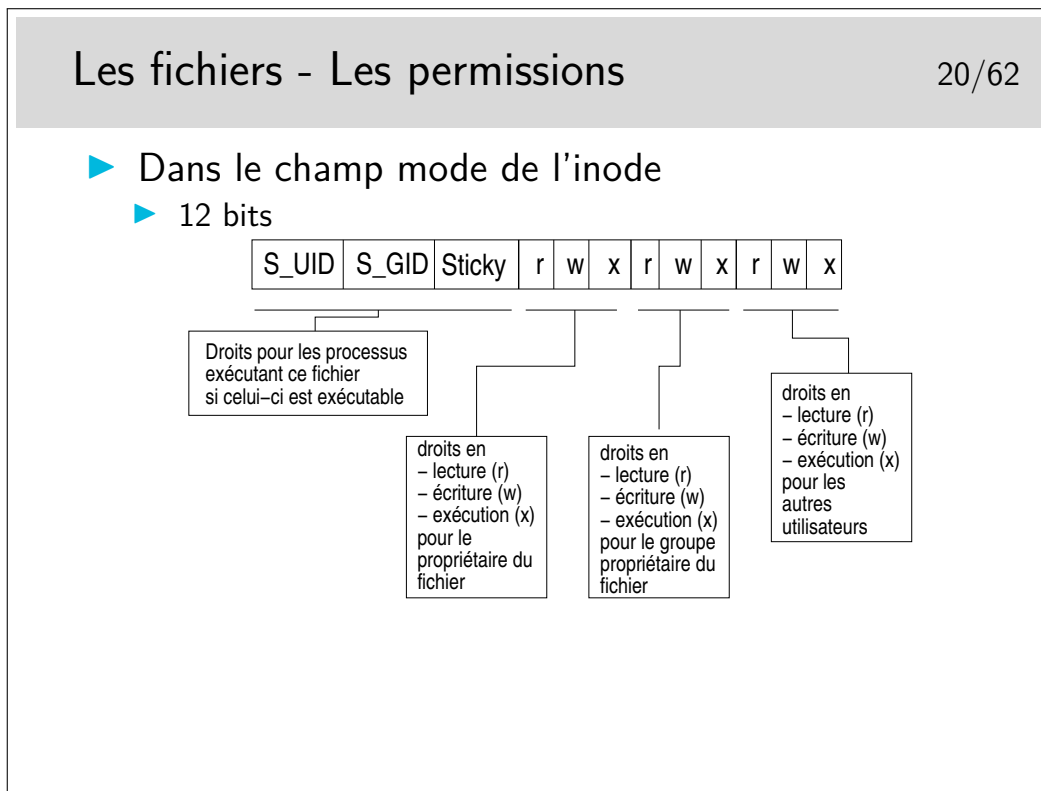 Les fichiers - Les permissions 20/62
Dans le champ mode de l'inode
12 bits
S_UID S_GID Sticky r w x r w x r w x
Droits pour les processus
exécutant ce fichier
si celui–ci est exécutable
droits en
– lecture (r)
– écriture (w)
– exécution (x)
pour le
propriétaire du
fichier
droits en
– lecture (r)
– écriture (w)
– exécution (x)
pour le groupe
propriétaire du
fichier
droits en
– lecture (r)
– écriture (w)
– exécution (x)
pour les
autres
utilisateurs